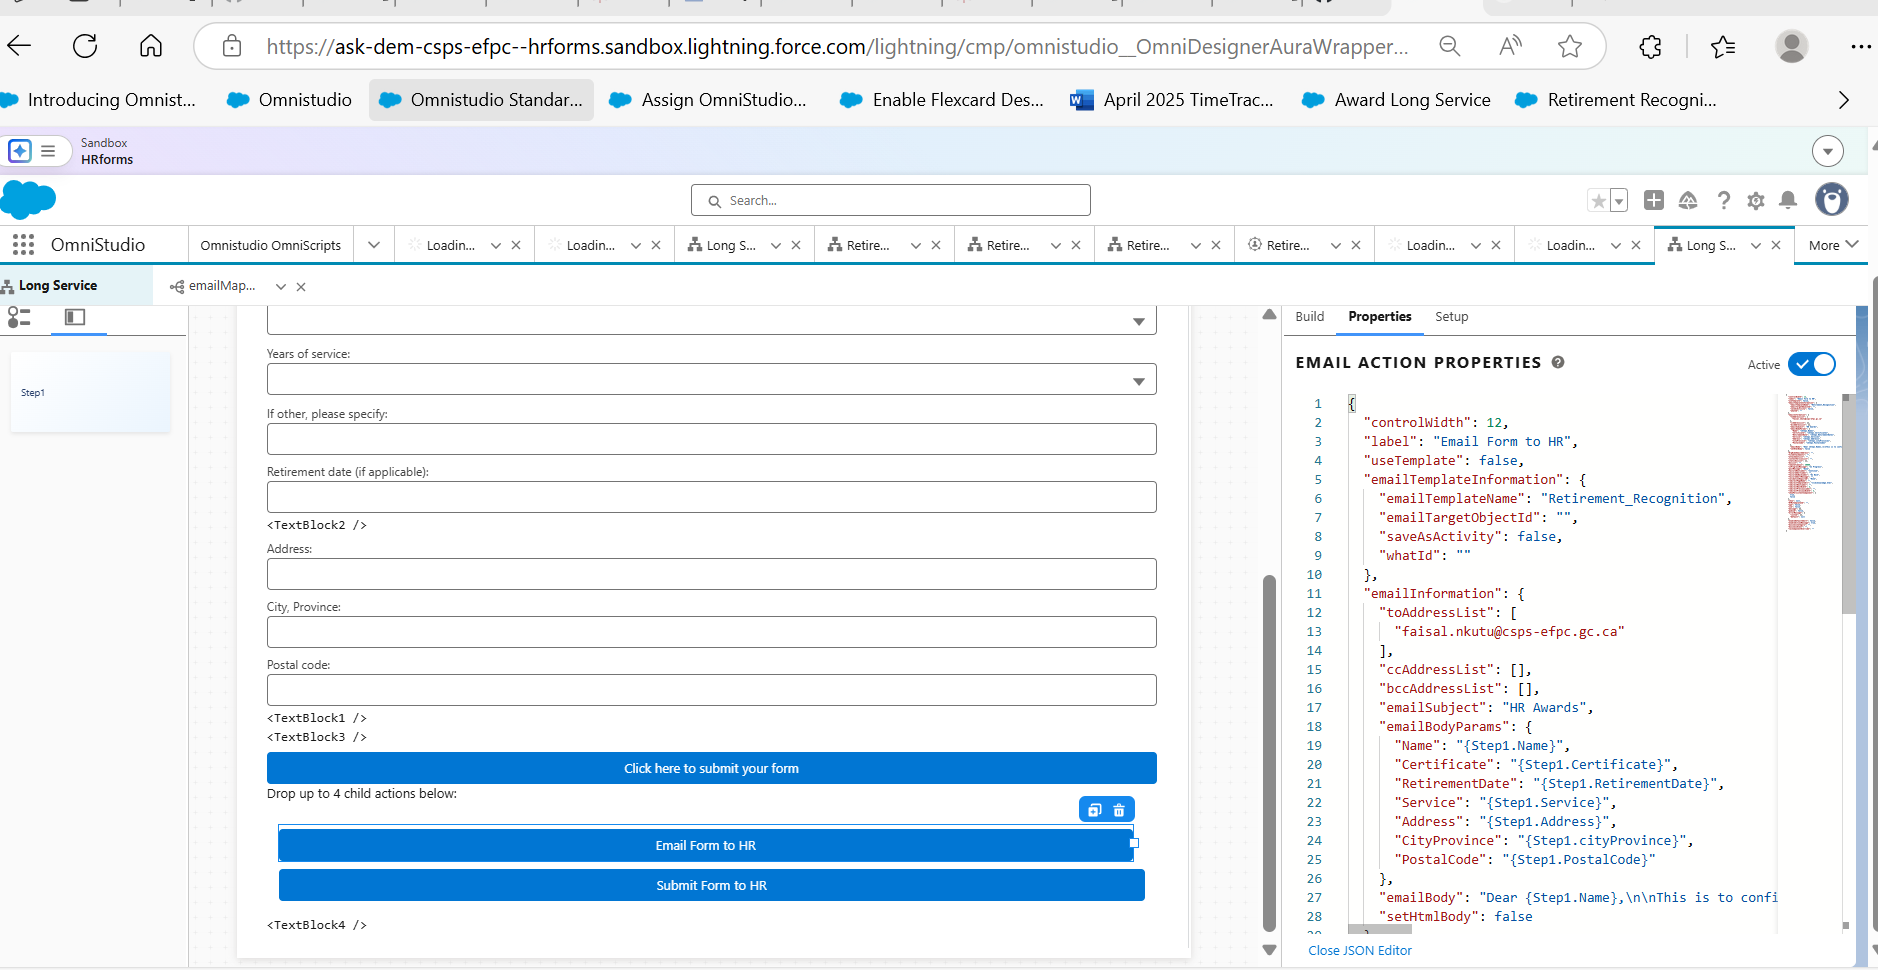 https://ask-dem-csps-efpc--hrforms.sandbox.lightning.force.com/lightning/cmp/omnistudio__OmniDesignerAuraWrapper...
Introducing Omnist...
Omnistudio
Omnistudio Standar...
Assign OmniStudio...
Enable Flexcard Des...
April 2025 TimeTrac...
Award Long Service
Retirement Recogni...
Sandbox
HRforms
Search...
OmniStudio
Omnistudio OmniScripts
Loadin...
Loadin...
Long S...
Retire...
Retire...
Retire...
Retire...
Loadin...
Loadin...
Long S...
More
Long Service
emailMap...
Step1
Years of service:
If other, please specify:
Retirement date (if applicable):
<TextBlock2 />
Address:
City, Province:
Postal code:
<TextBlock1 />
<TextBlock3 />
Click here to submit your form
Drop up to 4 child actions below:
Email Form to HR
Submit Form to HR
<TextBlock4 />
Build
Properties
Setup
EMAIL ACTION PROPERTIES
Active
1 {
2 "controlWidth": 12,
3 "label": "Email Form to HR",
4 "useTemplate": false,
5 "emailTemplateInformation": {
6 "emailTemplateName": "Retirement_Recognition",
7 "emailTargetObjectId": "",
8 "saveAsActivity": false,
9 "whatId": ""
10 },
11 "emailInformation": {
12 "toAddressList": [
13 "faisal.nkutu@csps-efpc.gc.ca"
14 ],
15 "ccAddressList": [],
16 "bccAddressList": [],
17 "emailSubject": "HR Awards",
18 "emailBodyParams": {
19 "Name": "{Step1.Name}",
20 "Certificate": "{Step1.Certificate}",
21 "RetirementDate": "{Step1.RetirementDate}",
22 "Service": "{Step1.Service}",
23 "Address": "{Step1.Address}",
24 "CityProvince": "{Step1.cityProvince}",
25 "PostalCode": "{Step1.PostalCode}"
26 },
27 "emailBody": "Dear {Step1.Name},\n\nThis is to confi
28 "setHtmlBody": false
Close JSON Editor